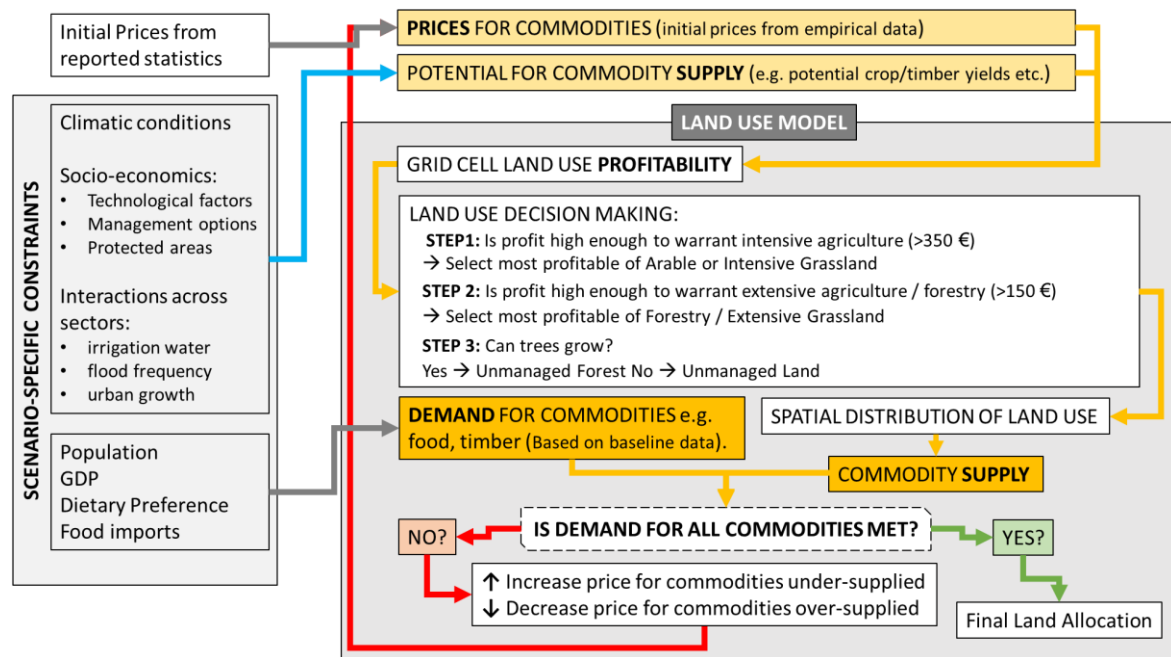 Initial Prices from
reported statistics
PRICES FOR COMMODITIES (initial prices from empirical data)
POTENTIAL FOR COMMODITY SUPPLY (e.g. potential crop/timber yields etc.)
SCENARIO-SPECIFIC CONSTRAINTS
Climatic conditions
Socio-economics:
• Technological factors
• Management options
• Protected areas
Interactions across
sectors:
• irrigation water
• flood frequency
• urban growth
Population
GDP
Dietary Preference
Food imports
LAND USE MODEL
GRID CELL LAND USE PROFITABILITY
LAND USE DECISION MAKING:
STEP1: Is profit high enough to warrant intensive agriculture (>350 €)
→ Select most profitable of Arable or Intensive Grassland
STEP 2: Is profit high enough to warrant extensive agriculture / forestry (>150 €)
→ Select most profitable of Forestry / Extensive Grassland
STEP 3: Can trees grow?
Yes → Unmanaged Forest No → Unmanaged Land
DEMAND FOR COMMODITIES e.g.
food, timber (Based on baseline data).
SPATIAL DISTRIBUTION OF LAND USE
COMMODITY SUPPLY
IS DEMAND FOR ALL COMMODITIES MET?
NO?
YES?
↑ Increase price for commodities under-supplied
↓ Decrease price for commodities over-supplied
Final Land Allocation